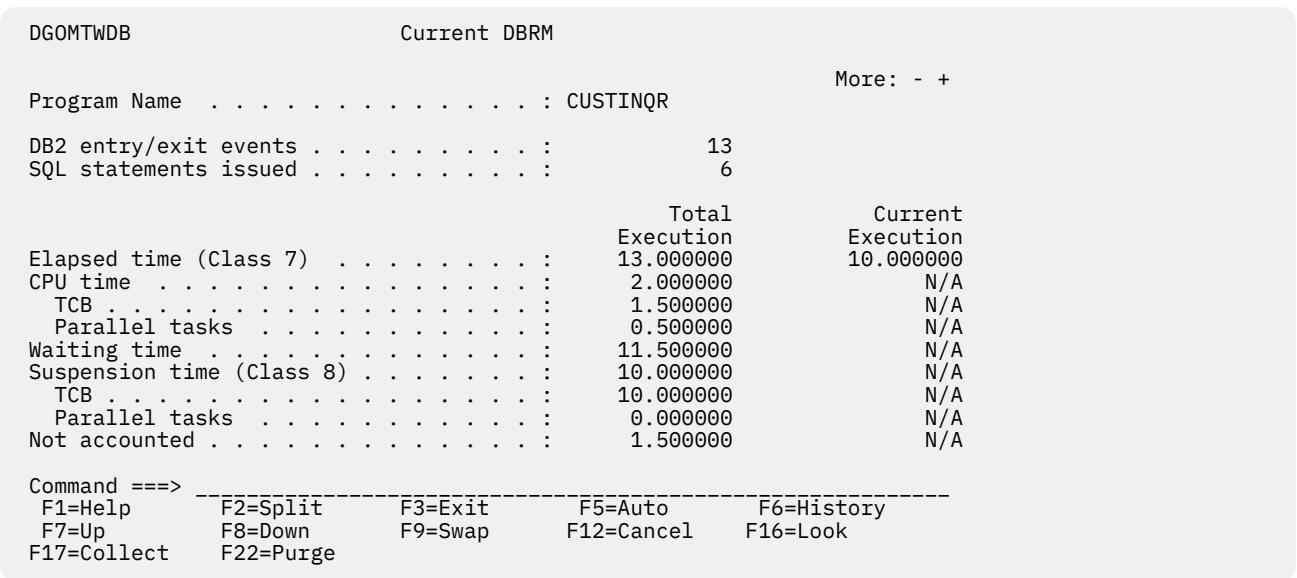 DGOMTWDB Current DBRM
More: - +
Program Name . . . . . . . . . . . . . : CUSTINQR
DB2 entry/exit events . . . . . . . . . : 13
SQL statements issued . . . . . . . . . : 6
Total Current
Execution Execution
Elapsed time (Class 7) . . . . . . . . : 13.000000 10.000000
CPU time . . . . . . . . . . . . . . . : 2.000000 N/A
TCB . . . . . . . . . . . . . . . . . : 1.500000 N/A
Parallel tasks . . . . . . . . . . . . : 0.500000 N/A
Waiting time . . . . . . . . . . . . . : 11.500000 N/A
Suspension time (Class 8) . . . . . . . : 10.000000 N/A
TCB . . . . . . . . . . . . . . . . . : 10.000000 N/A
Parallel tasks . . . . . . . . . . . . : 0.000000 N/A
Not accounted . . . . . . . . . . . . . : 1.500000 N/A
Command ===> ___________________________________________________________
F1=Help F2=Split F3=Exit F5=Auto F6=History
F7=Up F8=Down F9=Swap F12=Cancel F16=Look
F17=Collect F22=Purge